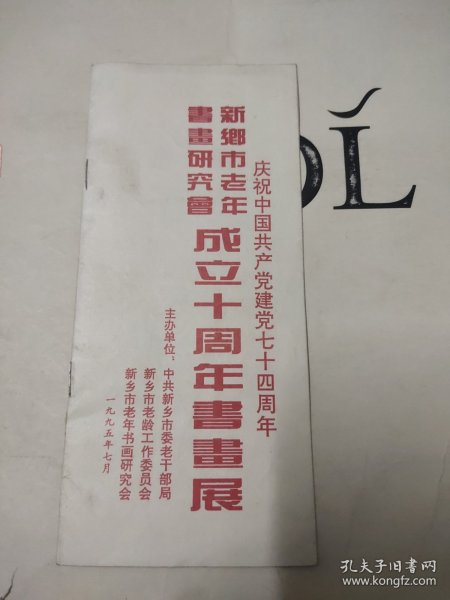 庆祝中国共产党建党七十四周年
新鄉市老年
書畫研究會
成立十周年書畫展
主办单位：中共新乡市委老干部局
新乡市老龄工作委员会
新乡市老年书画研究会
一九九五年七月
孔夫子旧书网
www.kongfz.com